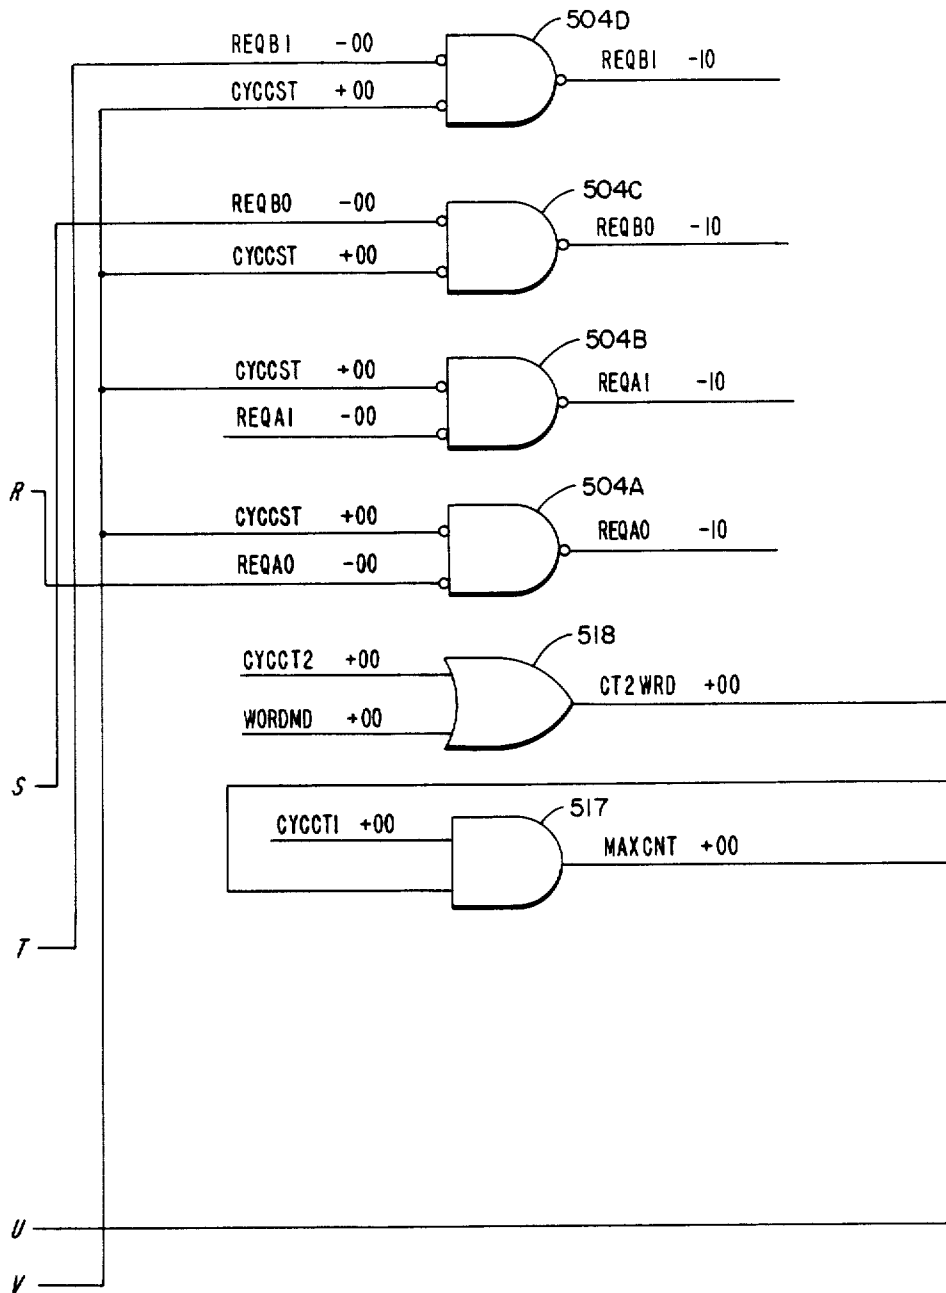 504D
REQB1 -00
REQB1 -10
CYCCST +00
504C
REQB0 -00
REQB0 -10
CYCCST +00
504B
CYCCST +00
REQA1 -10
REQA1 -00
R
504A
CYCCST +00
REQA0 -10
REQA0 -00
518
CYCCT2 +00
CT2WRD +00
WORDMD +00
S
517
CYCCT1 +00
MAXCNT +00
T
U
V